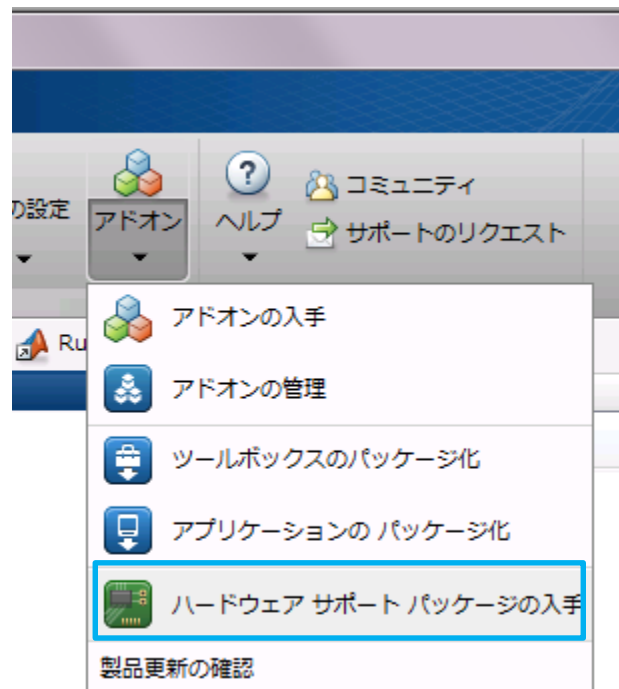 の設定
アドオン
ヘルプ
コミュニティ
サポートのリクエスト
Ru
アドオンの入手
アドオンの管理
ツールボックスのパッケージ化
アプリケーションの パッケージ化
ハードウェア サポート パッケージの入手
製品更新の確認